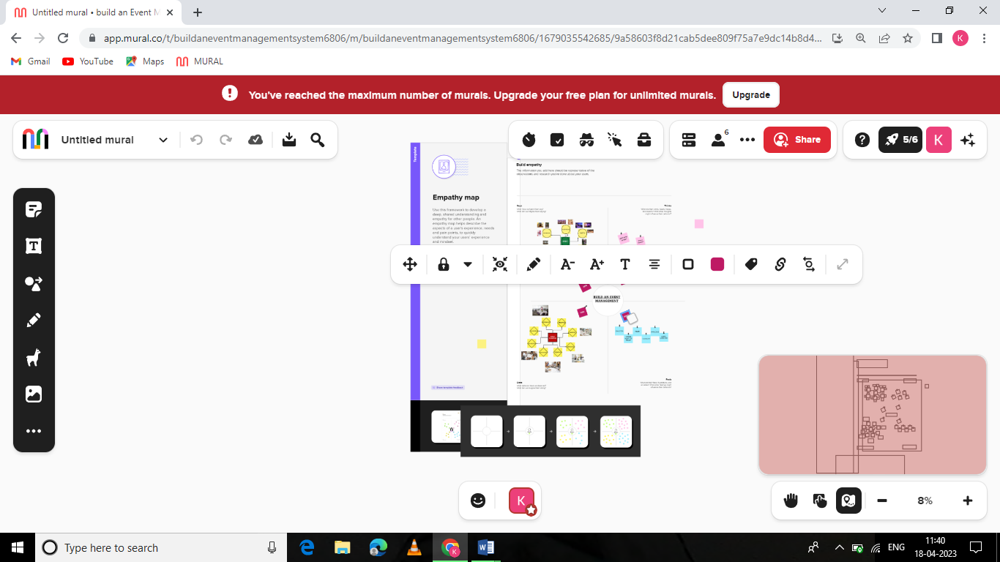 Untitled mural • build an Event M
app.mural.co/t/buildaneventmanagementsystem6806/m/buildaneventmanagementsystem6806/1679035542685/9a58603f8d21cab5dee809f75a7e9dc14b8d4...
K
Gmail
YouTube
Maps
MURAL
You've reached the maximum number of murals. Upgrade your free plan for unlimited murals.
Upgrade
Untitled mural
6
Share
5/6
K
Template
Build empathy
Empathy map
Use this framework to develop a
deep, shared understanding and
empathy for other people. An
empathy map helps describe the
aspects of a user's experience, needs
and pain points, to quickly
understand your users' experience
and mindset.
Thinks
A-
A+
T
BUILD AN EVENT
MANAGEMENT
Share template feedback
K
8%
Type here to search
ENG
11:40
18-04-2023